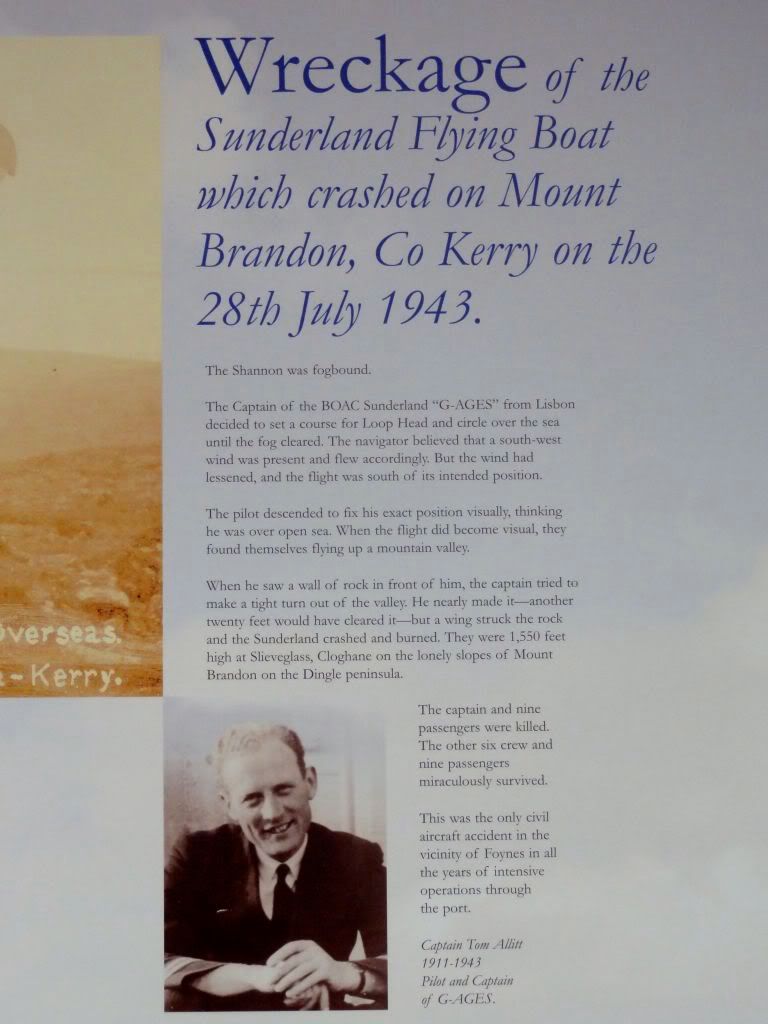 Wreckage of the
Sunderland Flying Boat
which crashed on Mount
Brandon, Co Kerry on the
28th July 1943.
The Shannon was fogbound.
The Captain of the BOAC Sunderland “G-AGES” from Lisbon
decided to set a course for Loop Head and circle over the sea
until the fog cleared. The navigator believed that a south-west
wind was present and flew accordingly. But the wind had
lessened, and the flight was south of its intended position.
The pilot descended to fix his exact position visually, thinking
he was over open sea. When the flight did become visual, they
found themselves flying up a mountain valley.
When he saw a wall of rock in front of him, the captain tried to
make a tight turn out of the valley. He nearly made it—another
twenty feet would have cleared it—but a wing struck the rock
and the Sunderland crashed and burned. They were 1,550 feet
high at Slieveglass, Cloghane on the lonely slopes of Mount
Brandon on the Dingle peninsula.
overseas.
- Kerry.
The captain and nine
passengers were killed.
The other six crew and
nine passengers
miraculously survived.
This was the only civil
aircraft accident in the
vicinity of Foynes in all
the years of intensive
operations through
the port.
Captain Tom Allitt
1911-1943
Pilot and Captain
of G-AGES.